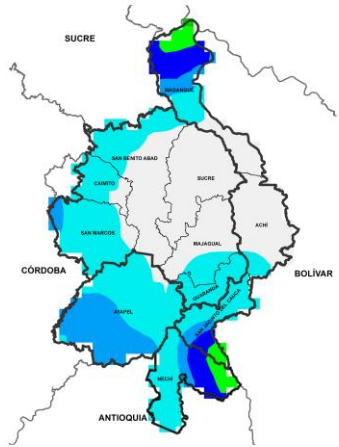 SUCRE
MAGANGUÉ
SAN BENITO ABAD
CAIMITO
SUCRE
SAN MARCOS
ACHÍ
MAJAGUAL
CÓRDOBA
BOLÍVAR
GUARANDA
SAN JACINTO DEL CAUCA
AYAPEL
NECHÍ
ANTIOQUIA